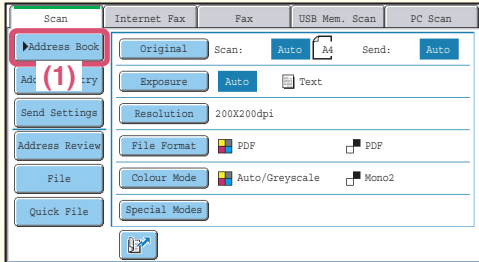 Scan Internet Fax Fax USB Mem. Scan PC Scan
Address Book Original Scan: Auto A4 Send: Auto
(1) Exposure Auto Text
Send Settings Resolution 200X200dpi
Address Review File Format PDF PDF
File Colour Mode Auto/Greyscale Mono2
Quick File Special Modes